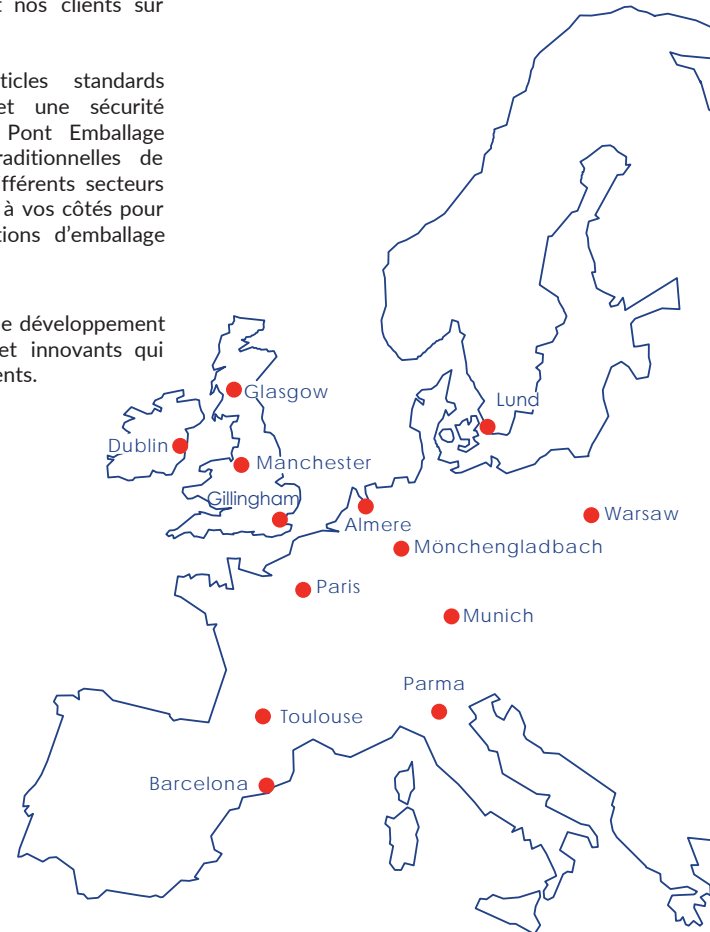 nos clients sur
ticles standards
et une sécurité
Pont Emballage
raditionnelles de
ifférents secteurs
à vos côtés pour
tions d'emballage
e développement
et innovants qui
ents.
Glasgow
Lund
Dublin
Manchester
Gillingham
Almere
Warsaw
Mönchengladbach
Paris
Munich
Parma
Toulouse
Barcelona